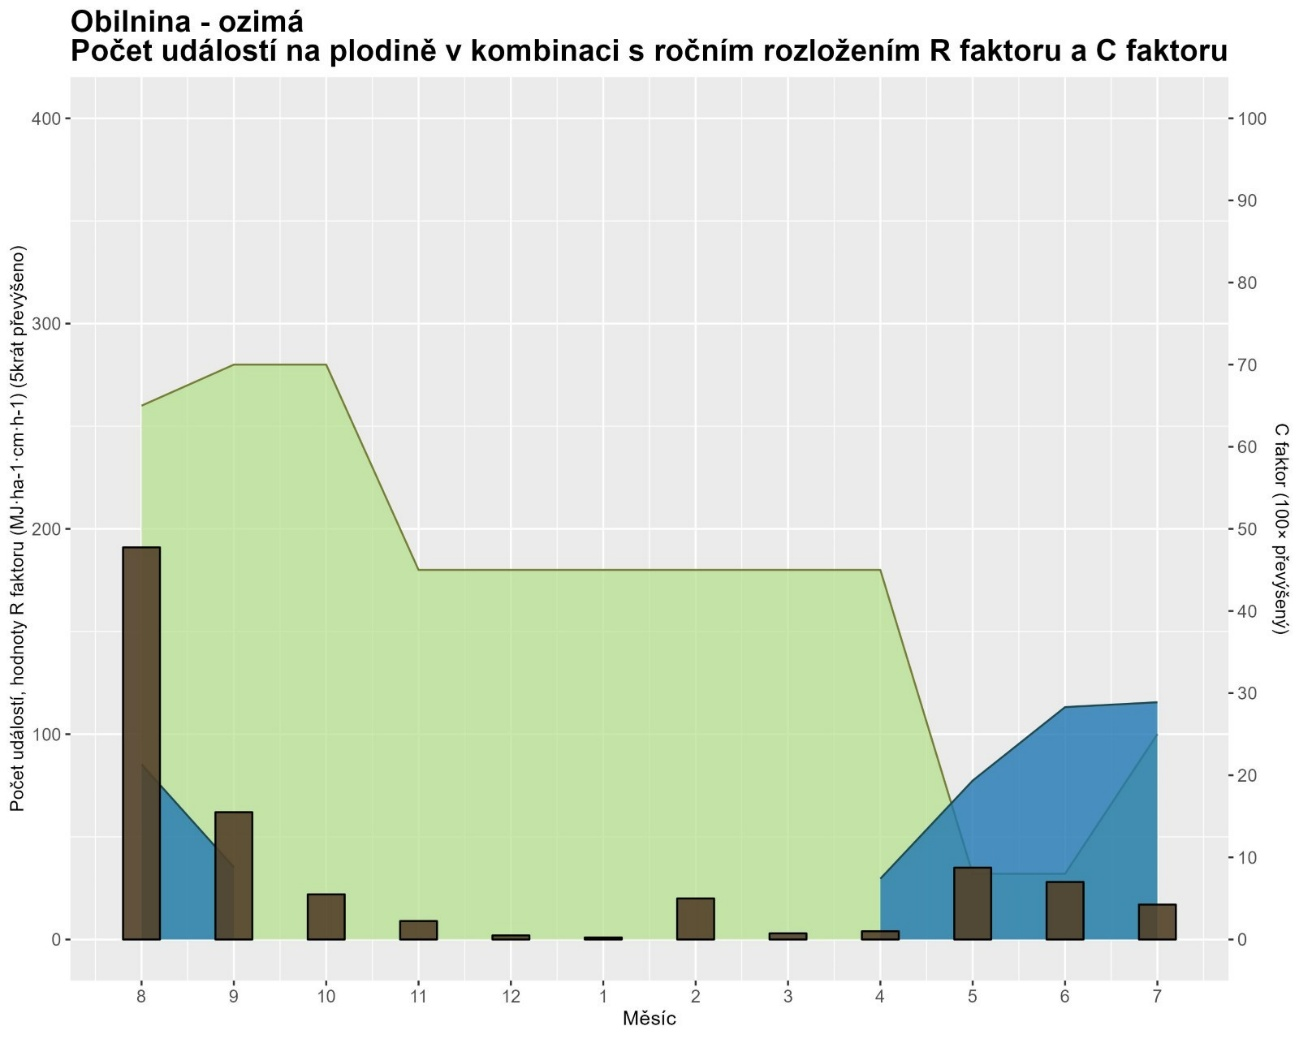 Obilnina - ozimá
Počet událostí na plodině v kombinaci s ročním rozložením R faktoru a C faktoru
Počet událostí, hodnoty R faktoru (MJ·ha-1·cm·h-1) (5krát převýšeno)
400
300
200
100
0
100
90
80
70
60
50
40
30
20
10
0
C faktor (100× převýšený)
8 9 10 11 12 1 2 3 4 5 6 7
Měsíc